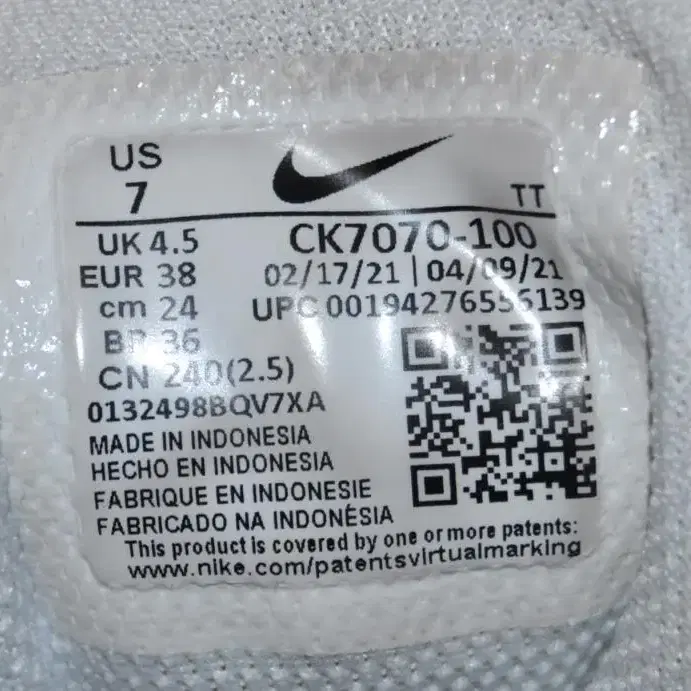 US
7
TT
UK 4.5
CK7070-100
EUR 38
02/17/21 | 04/09/21
cm 24
UPC 00194276556139
BR 36
CN 240(2.5)
0132498BQV7XA
MADE IN INDONESIA
HECHO EN INDONESIA
FABRIQUE EN INDONESIE
FABRICADO NA INDONÉSIA
This product is covered by one or more patents:
www.nike.com/patentsvirtualmarking